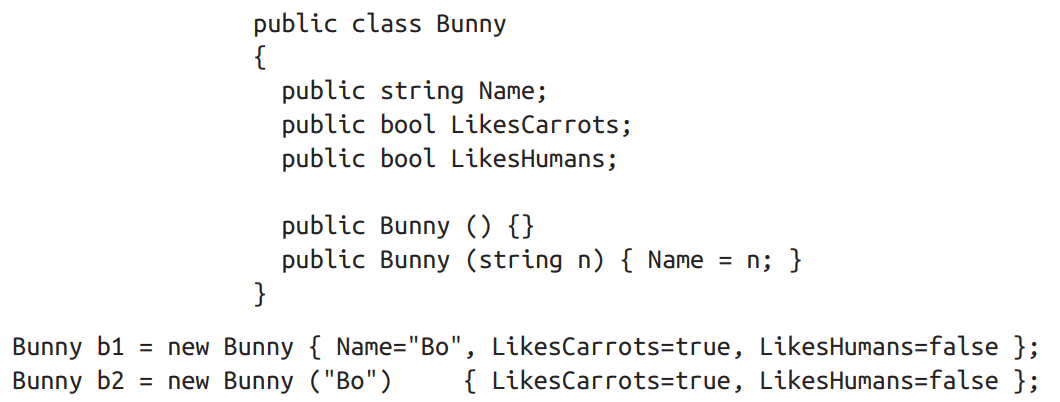 public class Bunny
{
  public string Name;
  public bool LikesCarrots;
  public bool LikesHumans;

  public Bunny () {}
  public Bunny (string n) { Name = n; }
}
Bunny b1 = new Bunny { Name="Bo", LikesCarrots=true, LikesHumans=false };
Bunny b2 = new Bunny ("Bo")     { LikesCarrots=true, LikesHumans=false };